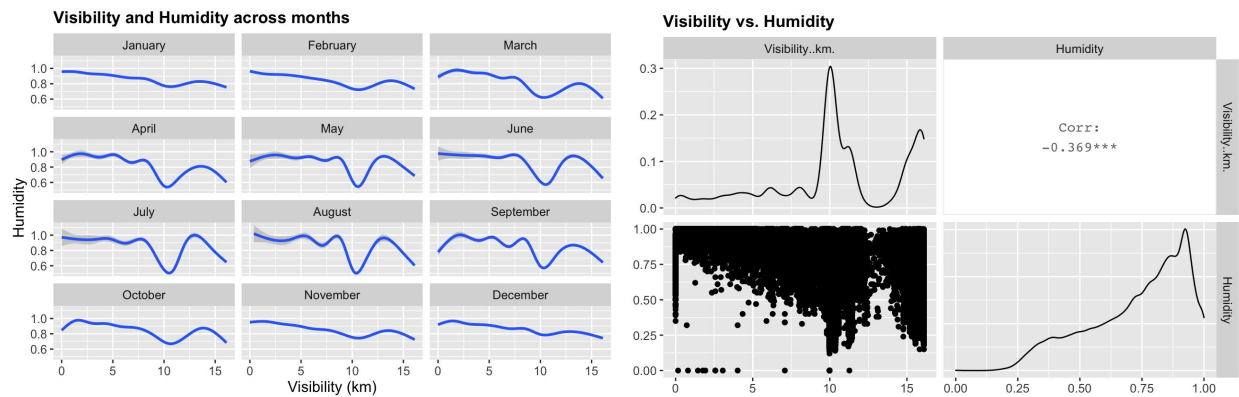 Visibility and Humidity across months
January February March
1.0
0.8
0.6
April May June
1.0
0.8
0.6
July August September
1.0
0.8
0.6
October November December
1.0
0.8
0.6
0 5 10 15 0 5 10 15 0 5 10 15
Humidity
Visibility (km)
Visibility vs. Humidity
Visibility..km. Humidity
0.3
0.2
0.1
0.0
Corr:
-0.369***
Visibility..km.
1.00
0.75
0.50
0.25
0.00
Humidity
0 5 10 15 0.00 0.25 0.50 0.75 1.00